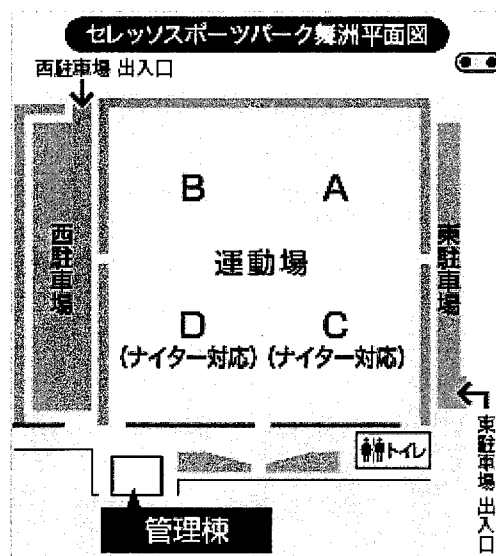 セレッソスポーツパーク舞洲平面図
西駐車場 出入口
B
A
西駐車場
運動場
東駐車場
D
C
(ナイター対応)
(ナイター対応)
トイレ
東駐車場 出入口
管理棟